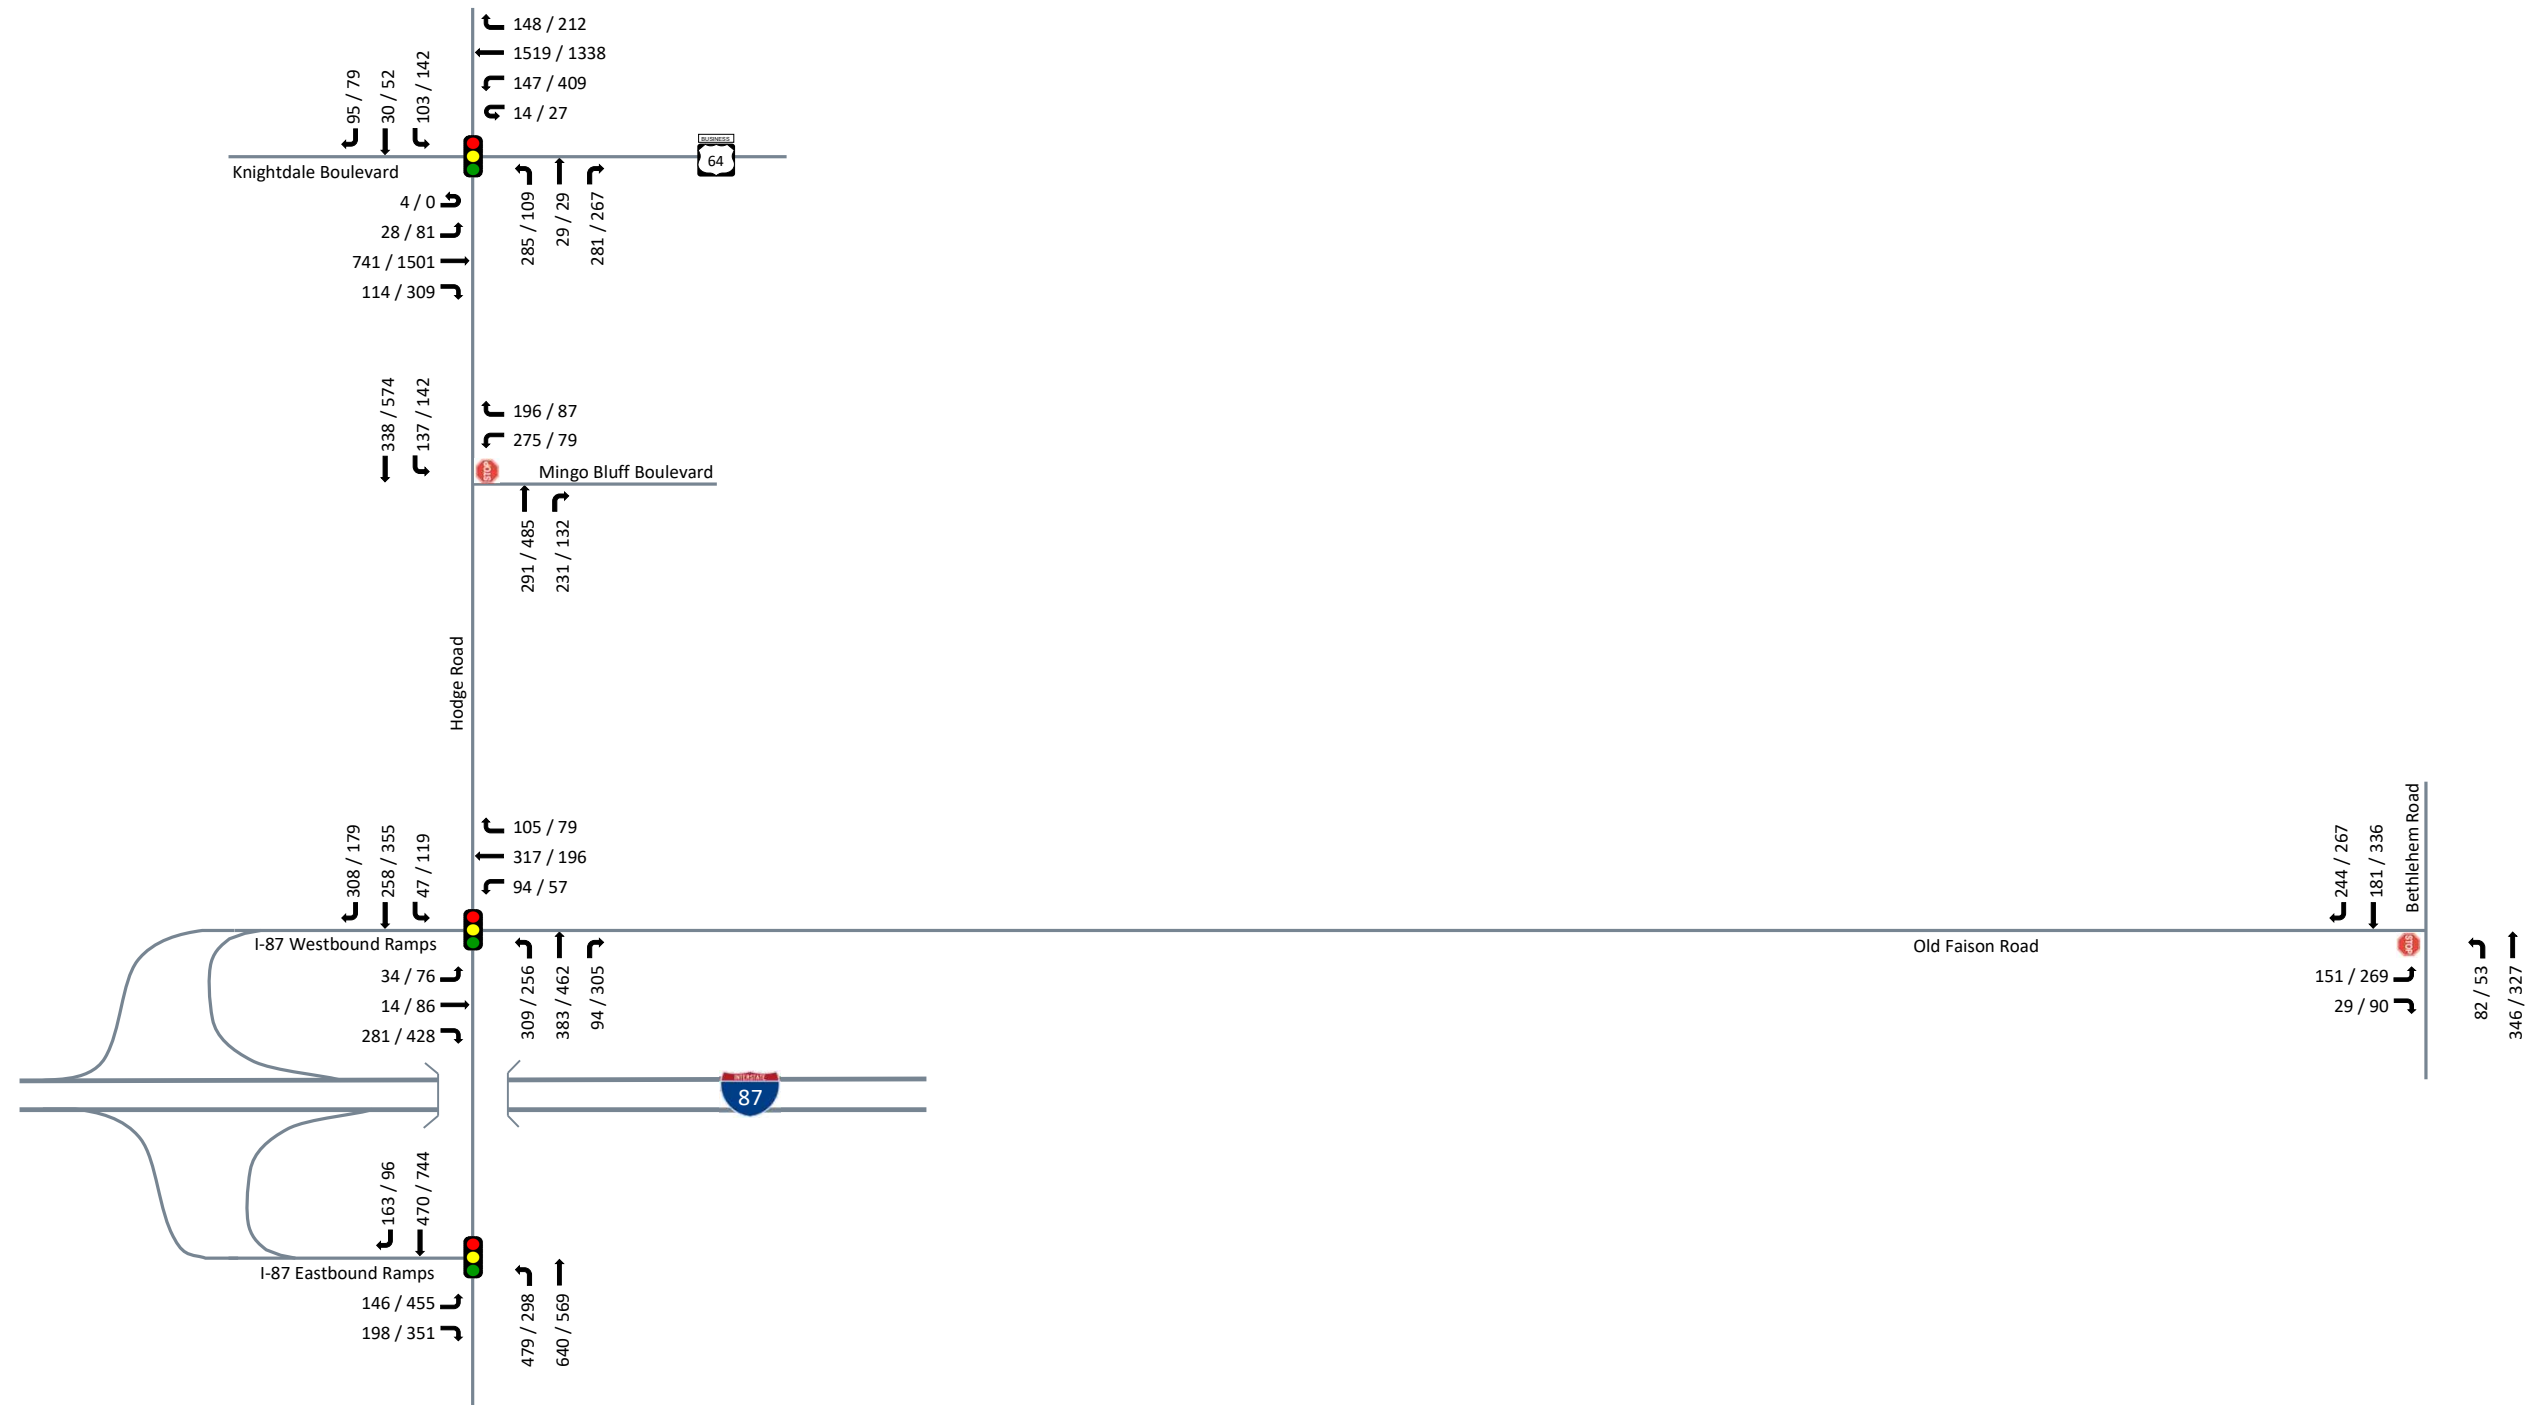 148 / 212
1519 / 1338
147 / 409
14 / 27
95 / 79
30 / 52
103 / 142
BUSINESS
64
Knightdale Boulevard
4 / 0
28 / 81
741 / 1501
114 / 309
285 / 109
29 / 29
281 / 267
338 / 574
137 / 142
196 / 87
275 / 79
STOP
Mingo Bluff Boulevard
291 / 485
231 / 132
Hodge Road
105 / 79
317 / 196
94 / 57
308 / 179
258 / 355
47 / 119
I-87 Westbound Ramps
34 / 76
14 / 86
281 / 428
309 / 256
383 / 462
94 / 305
Old Faison Road
244 / 267
181 / 336
Bethlehem Road
STOP
151 / 269
29 / 90
82 / 53
346 / 327
INTERSTATE
87
163 / 96
470 / 744
I-87 Eastbound Ramps
146 / 455
198 / 351
479 / 298
640 / 569